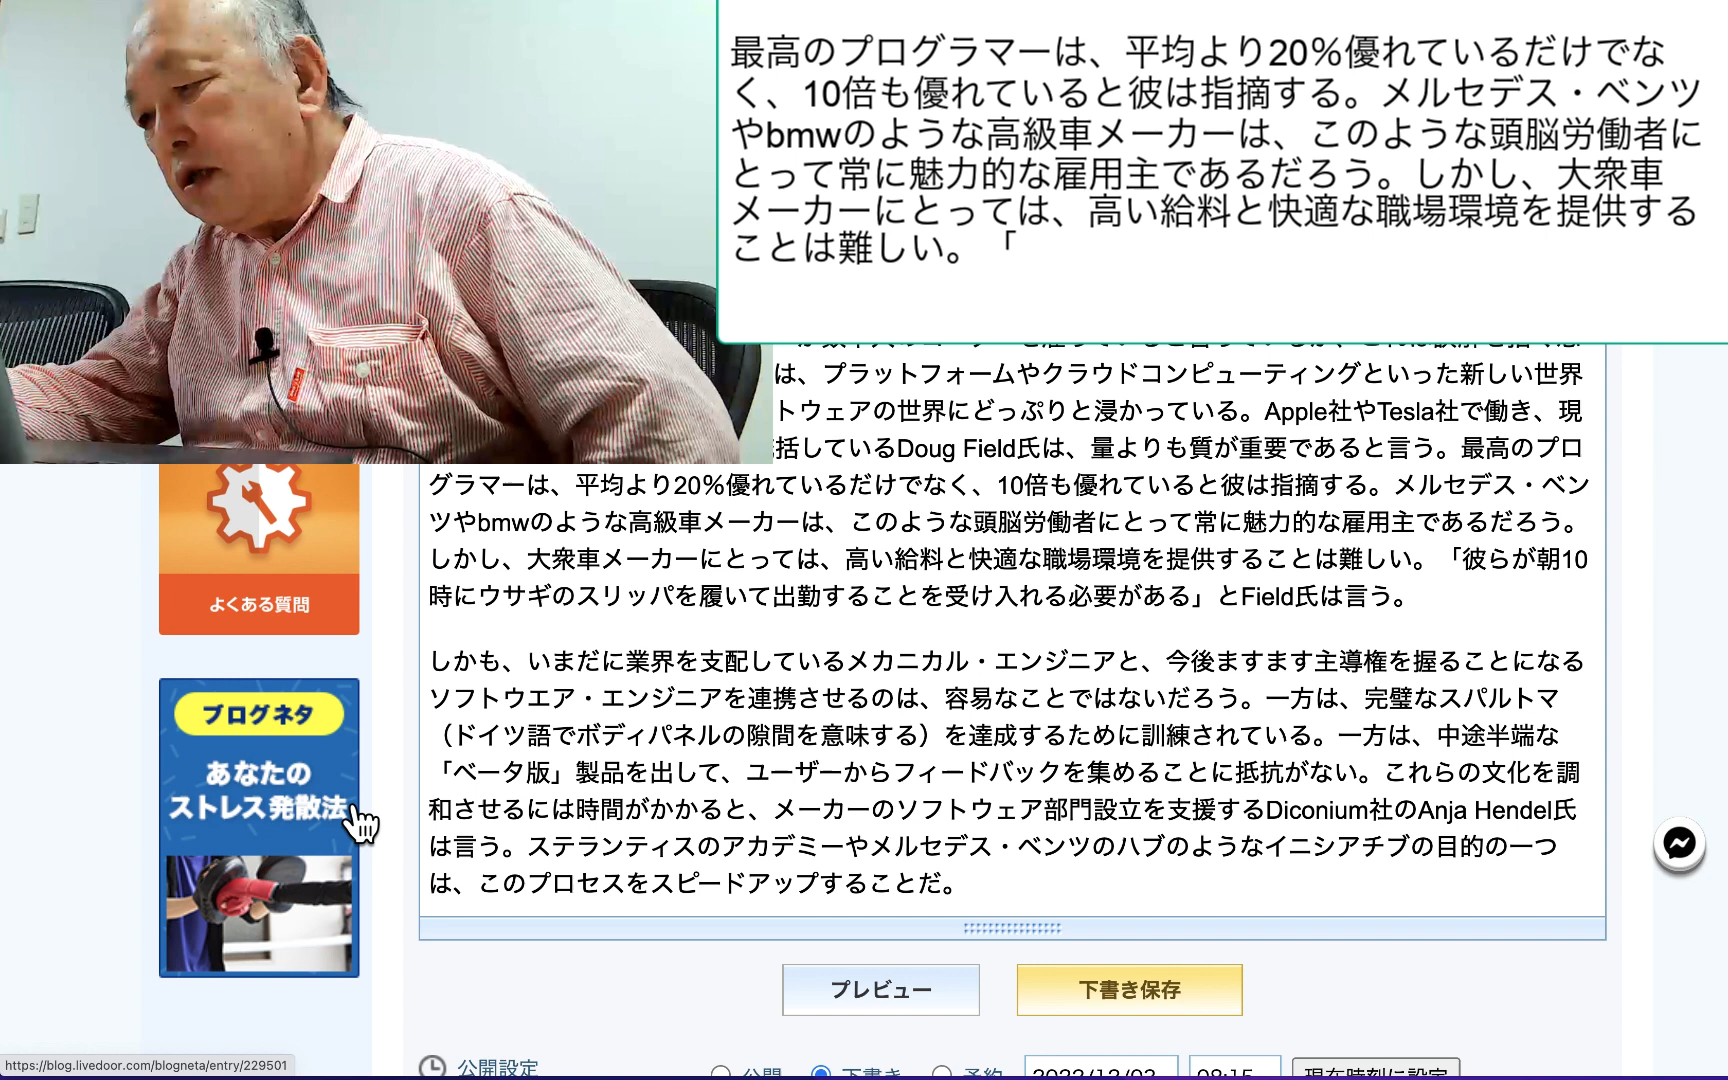 最高のプログラマーは、平均より20%優れているだけでな
く、10倍も優れていると彼は指摘する。メルセデス・ベンツ
やbmwのような高級車メーカーは、このような頭脳労働者に
とって常に魅力的な雇用主であるだろう。しかし、大衆車
メーカーにとっては、高い給料と快適な職場環境を提供する
ことは難しい。「
は、プラットフォームやクラウドコンピューティングといった新しい世界
トウェアの世界にどっぷりと浸かっている。Apple社やTesla社で働き、現
括しているDoug Field氏は、量よりも質が重要であると言う。最高のプロ
グラマーは、平均より20%優れているだけでなく、10倍も優れていると彼は指摘する。メルセデス・ベン
ツやbmwのような高級車メーカーは、このような頭脳労働者にとって常に魅力的な雇用主であるだろう。
しかし、大衆車メーカーにとっては、高い給料と快適な職場環境を提供することは難しい。「彼らが朝10
時にウサギのスリッパを履いて出勤することを受け入れる必要がある」とField氏は言う。
しかも、いまだに業界を支配しているメカニカル・エンジニアと、今後ますます主導権を握ることになる
ソフトウエア・エンジニアを連携させるのは、容易なことではないだろう。一方は、完璧なスパルトマ
（ドイツ語でボディパネルの隙間を意味する）を達成するために訓練されている。一方は、中途半端な
「ベータ版」製品を出して、ユーザーからフィードバックを集めることに抵抗がない。これらの文化を調
和させるには時間がかかると、メーカーのソフトウェア部門設立を支援するDiconium社のAnja Hendel氏
は言う。ステランティスのアカデミーやメルセデス・ベンツのハブのようなイニシアチブの目的の一つ
は、このプロセスをスピードアップすることだ。
よくある質問
ブログネタ
あなたの
ストレス発散法
プレビュー
下書き保存
公開設定
公開
下書き
予約
2022/12/03
08:15
現在時刻に設定
https://blog.livedoor.com/blogneta/entry/229501